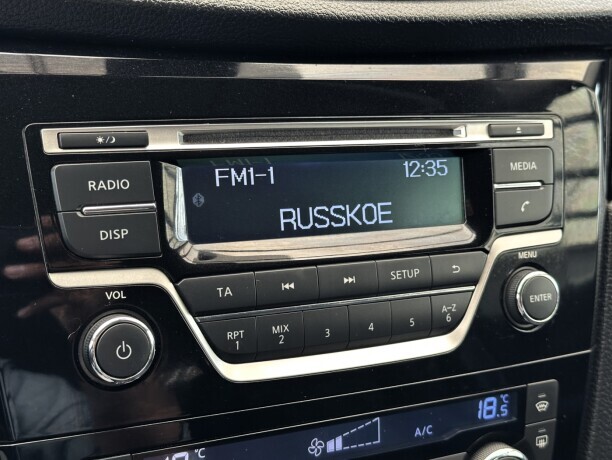 FM1-1 12:35
RUSSKOE
RADIO
DISP
MEDIA
TA
SETUP
RPT 1
MIX 2
3
4
5
A-Z 6
VOL
MENU
ENTER
A/C
18.5 °C
°C